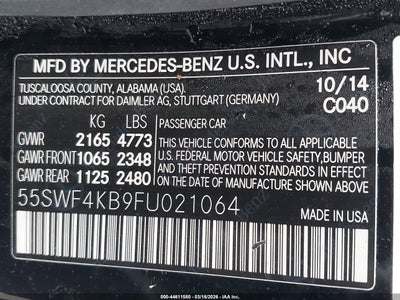 MFD BY MERCEDES-BENZ U.S. INTL., INC
TUSCALOOSA COUNTY, ALABAMA (USA). 10/14
UNDER CONTRACT FOR DAIMLER AG, STUTTGART (GERMANY) C040
KG LBS PASSENGER CAR
GVWR 2165 4773
GAWR FRONT 1065 2348
GAWR REAR 1125 2480
THIS VEHICLE CONFORMS TO ALL APPLICABLE
U.S. FEDERAL MOTOR VEHICLE SAFETY,BUMPER
AND THEFT PREVENTION STANDARDS IN EFFECT
ON THE DATE OF MANUFACTURE SHOWN ABOVE.
55SWF4KB9FU021064
MADE IN USA
000-44611580 - 03/16/2026 - IAA Inc.